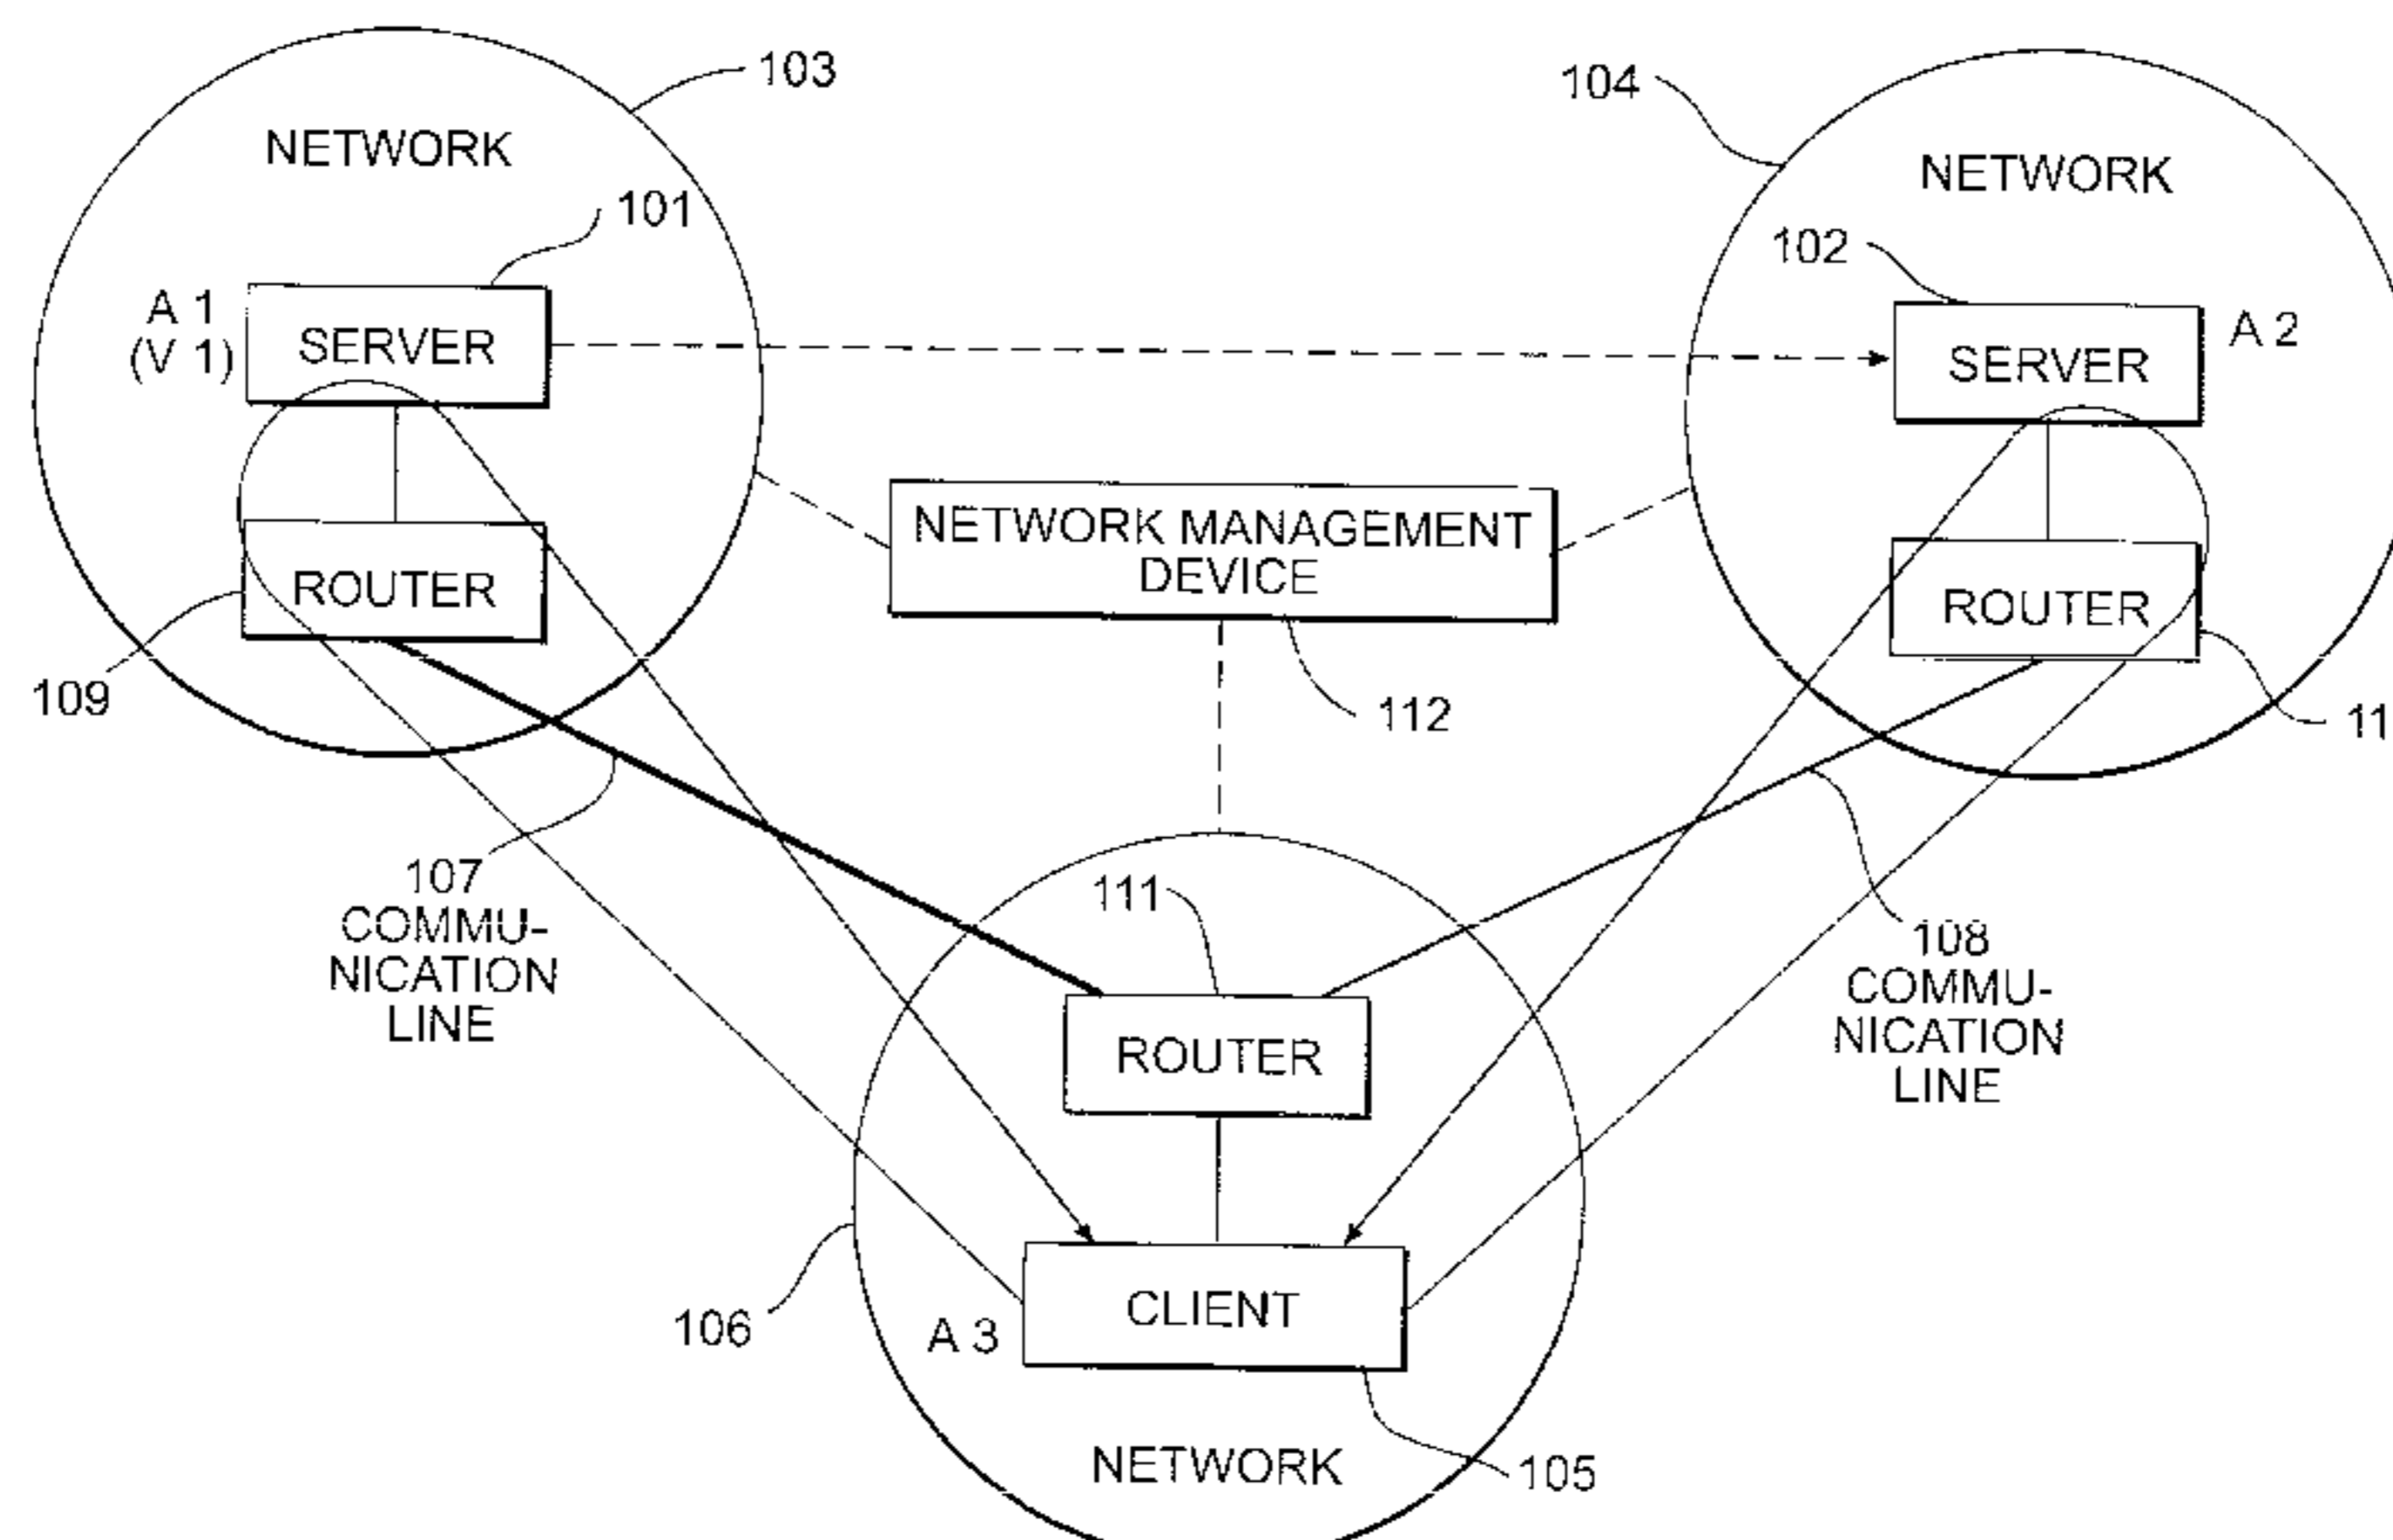 103
104
NETWORK
NETWORK
101
102
A 1
(V 1)
SERVER
SERVER
A 2
NETWORK MANAGEMENT
DEVICE
ROUTER
ROUTER
109
112
11
107
COMMU-
NICATION
LINE
111
108
COMMU-
NICATION
LINE
ROUTER
CLIENT
106
A 3
NETWORK
105